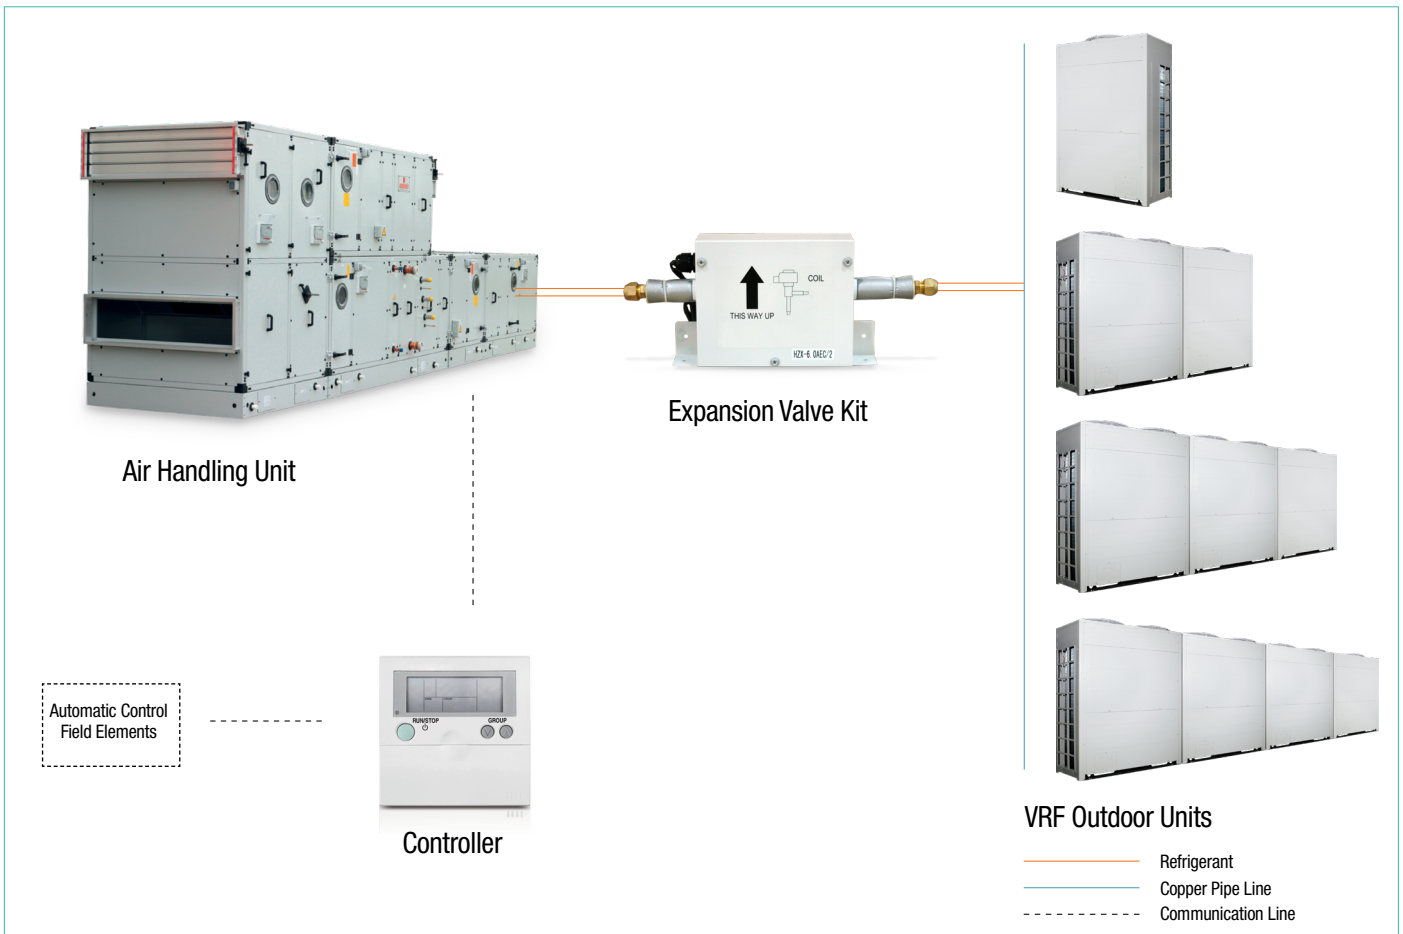 COIL
THIS WAY UP
HZX-6.0AEC/2
Expansion Valve Kit
Air Handling Unit
Automatic Control
Field Elements
RUN/STOP
GROUP
Controller
VRF Outdoor Units
Refrigerant
Copper Pipe Line
Communication Line